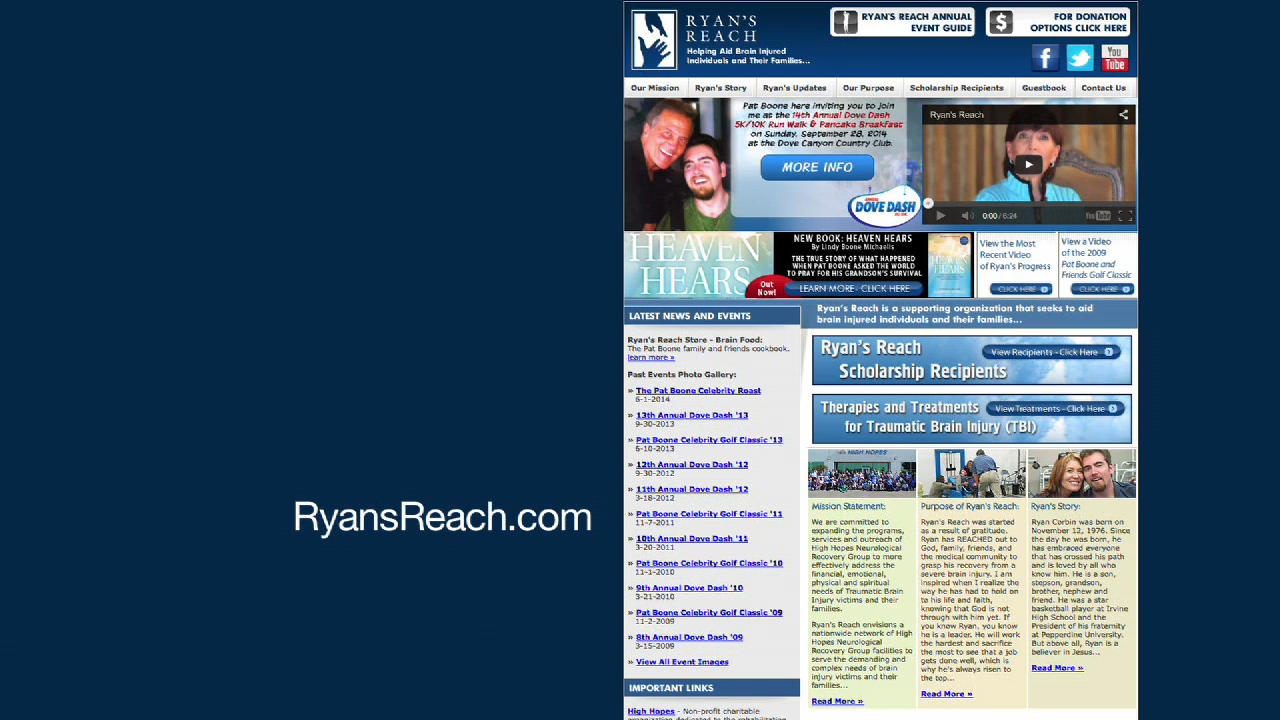 RyansReach.com
RYAN'S
REACH
Helping Aid Brain Injured
Individuals and Their Families...
RYAN'S REACH ANNUAL
EVENT GUIDE
FOR DONATION
OPTIONS CLICK HERE
f
You
Tube
Our Mission
Ryan's Story
Ryan's Updates
Our Purpose
Scholarship Recipients
Guestbook
Contact Us
Pat Boone here inviting you to join
me at the 14th Annual Dove Dash
5K/10K Run Walk & Pancake Breakfast
on Sunday, September 28, 2014
at the Dove Canyon Country Club.
MORE INFO
DOVE DASH
Ryan's Reach
0:00 / 6:24
YouTube
HEAVEN
HEARS
NEW BOOK: HEAVEN HEARS
By Lindy Boone Michaelis
THE TRUE STORY OF WHAT HAPPENED
WHEN PAT BOONE ASKED THE WORLD
TO PRAY FOR HIS GRANDSON'S SURVIVAL
Out
Now!
LEARN MORE - CLICK HERE
HEAVEN
HEARS
View the Most
Recent Video
of Ryan's Progress
CLICK HERE
View a Video
of the 2009
Pat Boone and
Friends Golf Classic
CLICK HERE
LATEST NEWS AND EVENTS
Ryan's Reach Store - Brain Food:
The Pat Boone family and friends cookbook.
learn more »
Past Events Photo Gallery:
» The Pat Boone Celebrity Roast
6-1-2014
» 13th Annual Dove Dash '13
9-30-2013
» Pat Boone Celebrity Golf Classic '13
6-10-2013
» 12th Annual Dove Dash '12
9-30-2012
» 11th Annual Dove Dash '12
3-18-2012
» Pat Boone Celebrity Golf Classic '11
11-7-2011
» 10th Annual Dove Dash '11
3-20-2011
» Pat Boone Celebrity Golf Classic '10
11-1-2010
» 9th Annual Dove Dash '10
3-21-2010
» Pat Boone Celebrity Golf Classic '09
11-2-2009
» 8th Annual Dove Dash '09
3-15-2009
» View All Event Images
IMPORTANT LINKS
High Hopes - Non-profit charitable
organization dedicated to the rehabilitation
Ryan's Reach is a supporting organization that seeks to aid
brain injured individuals and their families...
Ryan's Reach
Scholarship Recipients
View Recipients - Click Here
Therapies and Treatments
for Traumatic Brain Injury (TBI)
View Treatments - Click Here
HIGH HOPES
Mission Statement:
We are committed to
expanding the programs,
services and outreach of
High Hopes Neurological
Recovery Group to more
effectively address the
financial, emotional,
physical and spiritual
needs of Traumatic Brain
Injury victims and their
families.
Ryan's Reach envisions a
nationwide network of High
Hopes Neurological
Recovery Group facilities to
serve the demanding and
complex needs of brain
injury victims and their
families...
Read More »
Purpose of Ryan's Reach:
Ryan's Reach was started
as a result of gratitude.
Ryan has REACHED out to
God, family, friends, and
the medical community to
grasp his recovery from a
severe brain injury. I am
inspired when I realize the
way he has had to hold on
to his life and faith,
knowing that God is not
through with him yet. If
you know Ryan, you know
he is a leader. He will work
the hardest and sacrifice
the most to see that a job
gets done well, which is
why he's always risen to
the top...
Read More »
Ryan's Story:
Ryan Corbin was born on
November 12, 1976. Since
the day he was born, he
has embraced everyone
that has crossed his path
and is loved by all who
know him. He is a son,
stepson, grandson,
brother, nephew and
friend. He was a star
basketball player at Irvine
High School and the
President of his fraternity
at Pepperdine University.
But above all, Ryan is a
believer in Jesus...
Read More »